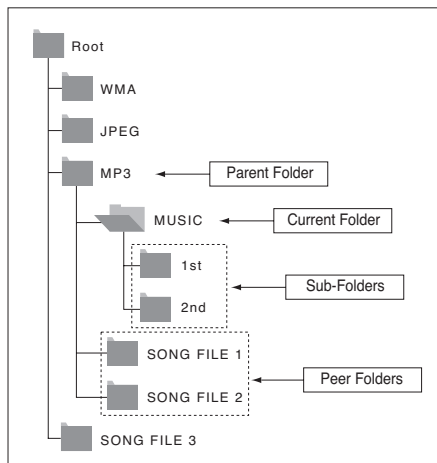 Root
WMA
JPEG
MP3
Parent Folder
MUSIC
Current Folder
1st
Sub-Folders
2nd
SONG FILE 1
Peer Folders
SONG FILE 2
SONG FILE 3